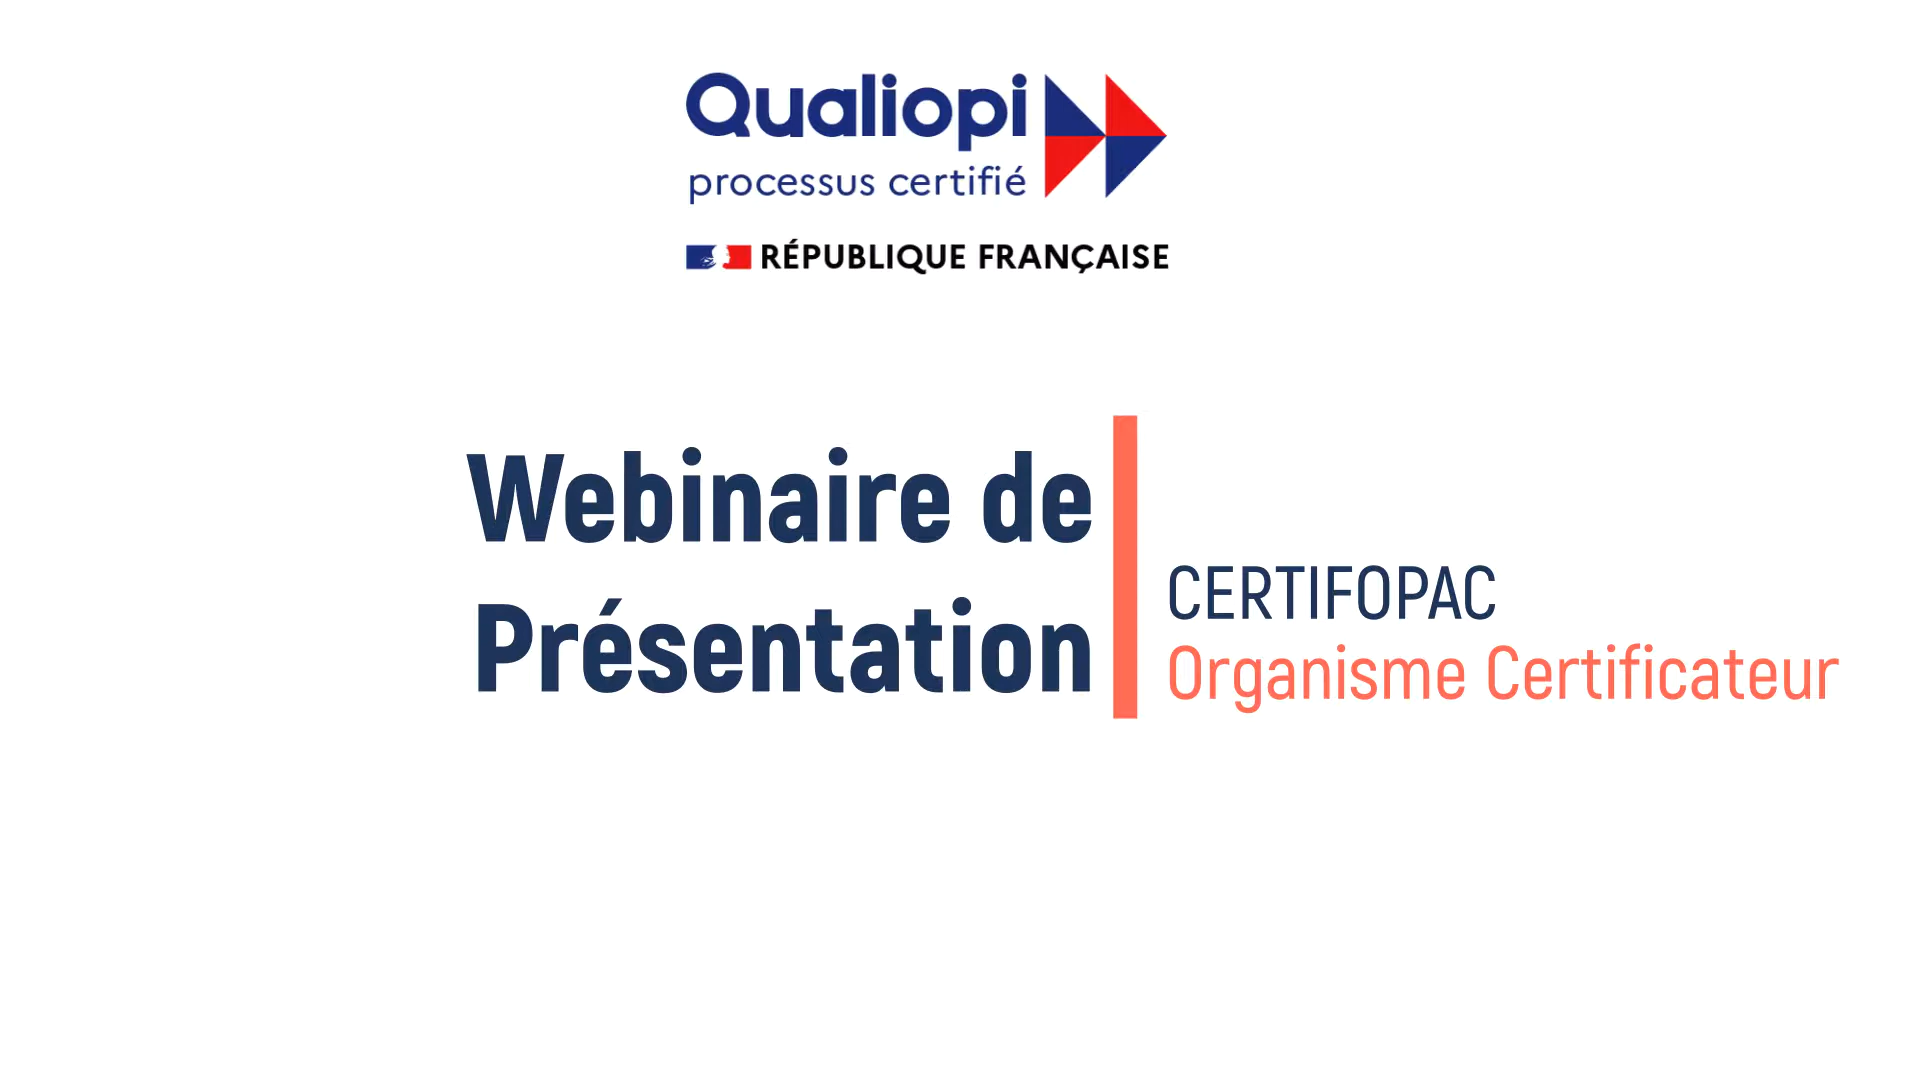 Qualiopi
processus certifié
RÉPUBLIQUE FRANÇAISE
Webinaire de
Présentation
CERTIFOPAC
Organisme Certificateur